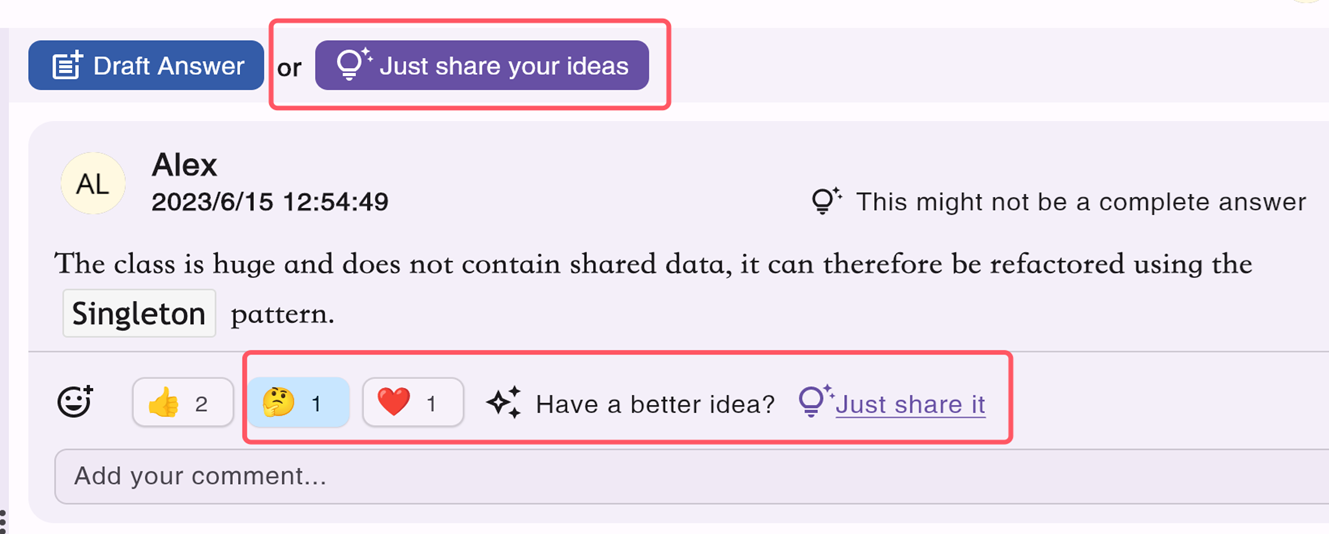 Draft Answer or Just share your ideas
AL
Alex
2023/6/15 12:54:49
This might not be a complete answer
The class is huge and does not contain shared data, it can therefore be refactored using the
Singleton pattern.
👍 2 🤔 1 ❤️ 1 Have a better idea? Just share it
Add your comment...